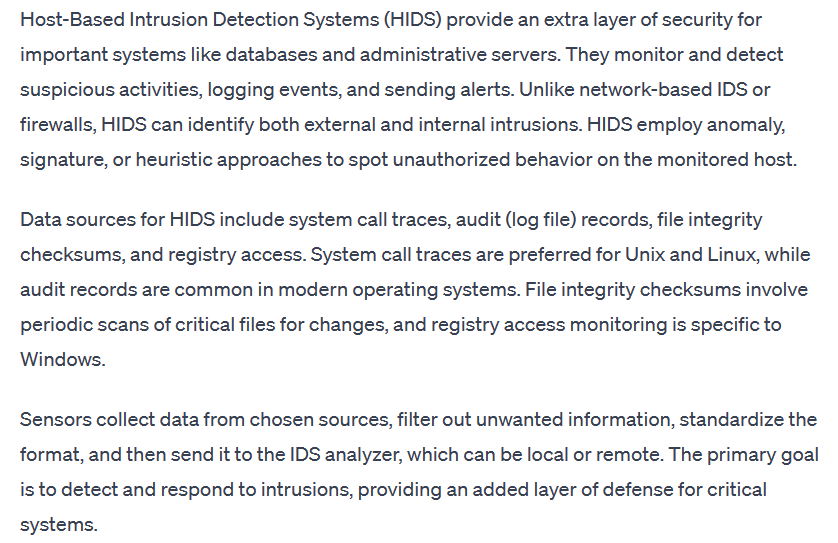 Host-Based Intrusion Detection Systems (HIDS) provide an extra layer of security for
important systems like databases and administrative servers. They monitor and detect
suspicious activities, logging events, and sending alerts. Unlike network-based IDS or
firewalls, HIDS can identify both external and internal intrusions. HIDS employ anomaly,
signature, or heuristic approaches to spot unauthorized behavior on the monitored host.
Data sources for HIDS include system call traces, audit (log file) records, file integrity
checksums, and registry access. System call traces are preferred for Unix and Linux, while
audit records are common in modern operating systems. File integrity checksums involve
periodic scans of critical files for changes, and registry access monitoring is specific to
Windows.
Sensors collect data from chosen sources, filter out unwanted information, standardize the
format, and then send it to the IDS analyzer, which can be local or remote. The primary goal
is to detect and respond to intrusions, providing an added layer of defense for critical
systems.